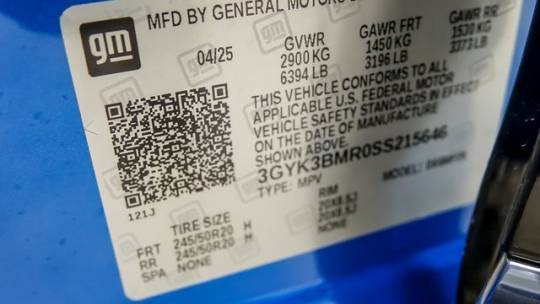 gm
MFD BY GENERAL MOTORS
04/25
GVWR GAWR FRT GAWR RR
2900 KG 1450 KG 1530 KG
6394 LB 3196 LB 3373 LB
THIS VEHICLE CONFORMS TO ALL
APPLICABLE U.S. FEDERAL MOTOR
VEHICLE SAFETY STANDARDS IN EFFECT
ON THE DATE OF MANUFACTURE
SHOWN ABOVE.
3GYK3BMR0SS215646
TYPE: MPV MODEL:
121J
TIRE SIZE RIM
FRT 245/50R20 H 20X8.5J
RR 245/50R20 H 20X8.5J
SPA NONE NONE